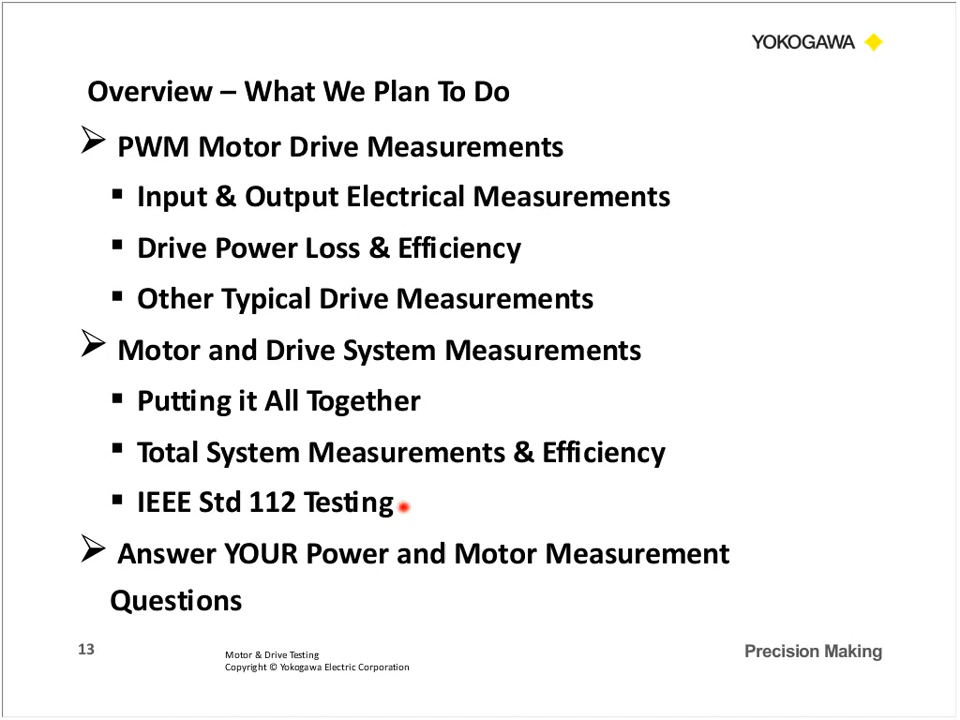 YOKOGAWA
Overview – What We Plan To Do
PWM Motor Drive Measurements
Input & Output Electrical Measurements
Drive Power Loss & Efficiency
Other Typical Drive Measurements
Motor and Drive System Measurements
Putting it All Together
Total System Measurements & Efficiency
IEEE Std 112 Testing
Answer YOUR Power and Motor Measurement
Questions
13
Motor & Drive Testing
Copyright © Yokogawa Electric Corporation
Precision Making